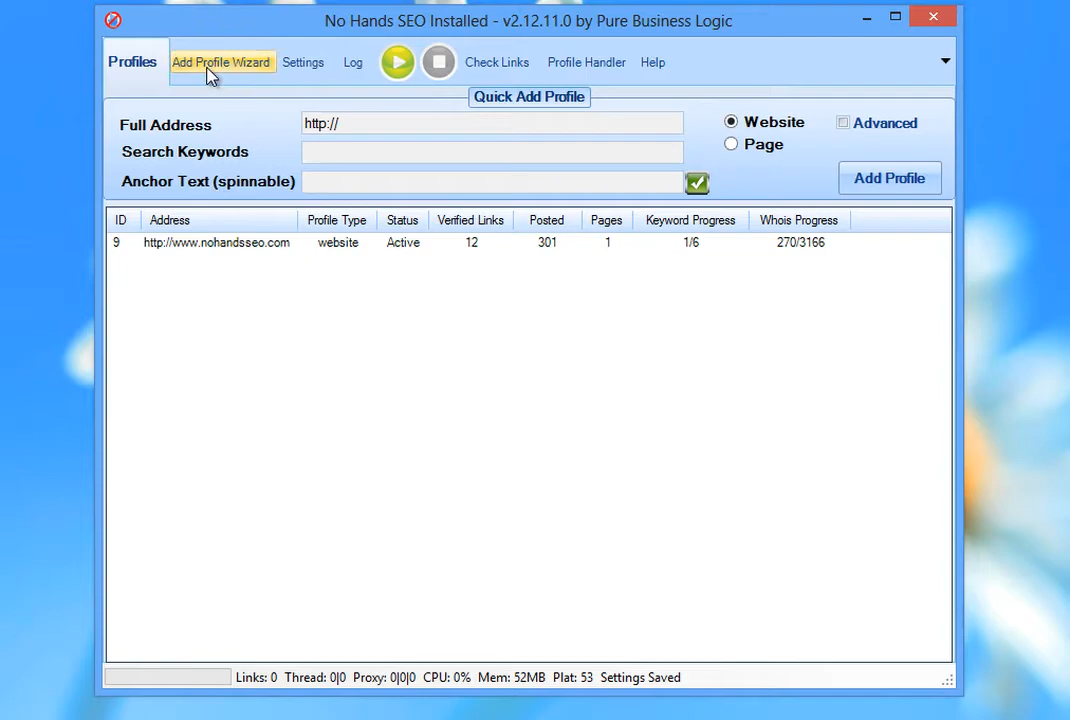 No Hands SEO Installed - v2.12.11.0 by Pure Business Logic
Profiles Add Profile Wizard Settings Log Check Links Profile Handler Help
Quick Add Profile
Full Address http:// Website Advanced
Search Keywords Page
Anchor Text (spinnable) Add Profile
ID Address Profile Type Status Verified Links Posted Pages Keyword Progress Whois Progress
9 http://www.nohandsseo.com website Active 12 301 1 1/6 270/3166
Links: 0 Thread: 0|0 Proxy: 0|0|0 CPU: 0% Mem: 52MB Plat: 53 Settings Saved